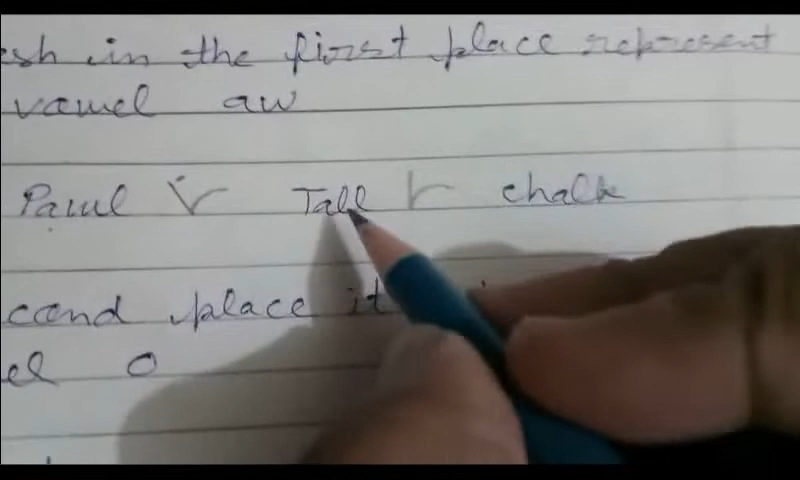 esh in the first place represent
vowel aw
Paul Tall chalk
cond place it
el o